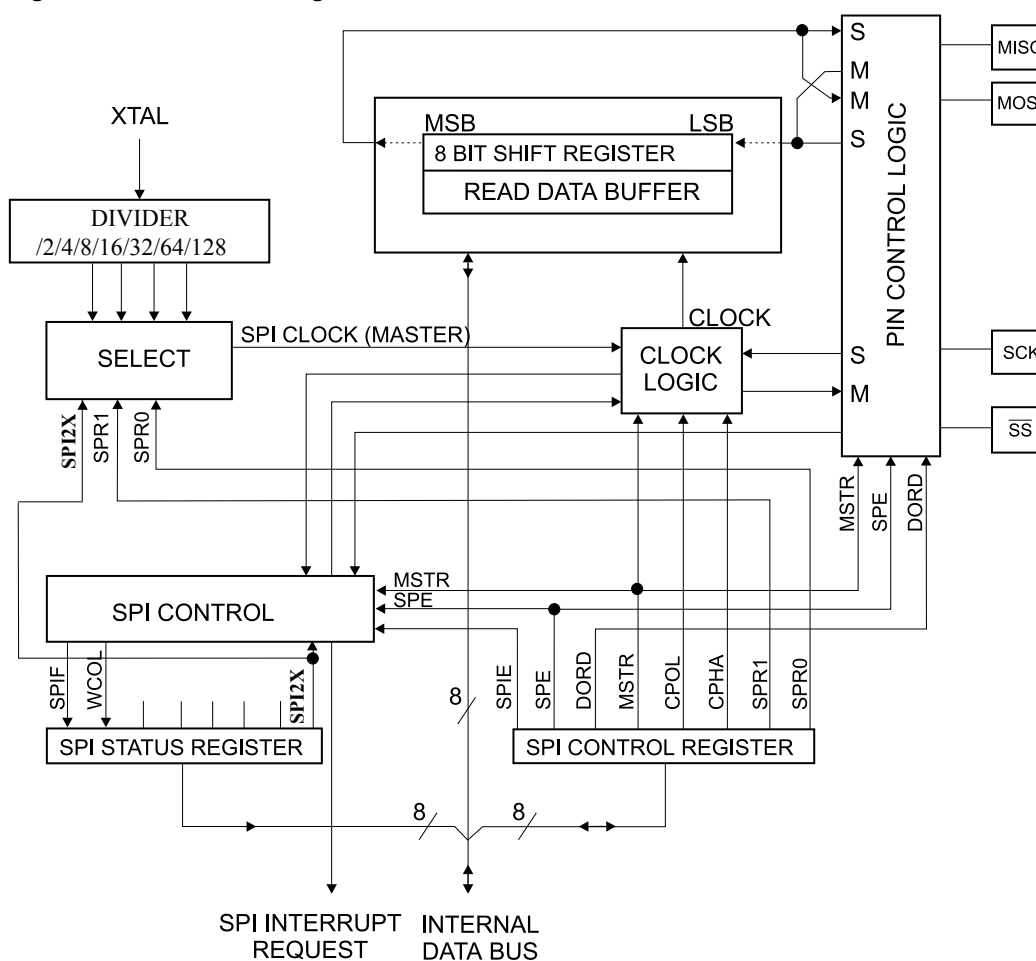 S
MISO
M
M
MOSI
S
XTAL
MSB
LSB
8 BIT SHIFT REGISTER
READ DATA BUFFER
PIN CONTROL LOGIC
DIVIDER
/2/4/8/16/32/64/128
SPI CLOCK (MASTER)
CLOCK
SELECT
CLOCK
LOGIC
S
SCK
M
SS
SPI2X
SPR1
SPR0
MSTR
SPE
DORD
MSTR
SPE
SPI CONTROL
SPIF
WCOL
SPI2X
8
SPIE
SPE
DORD
MSTR
CPOL
CPHA
SPR1
SPR0
SPI STATUS REGISTER
SPI CONTROL REGISTER
8
8
SPI INTERRUPT
REQUEST
INTERNAL
DATA BUS